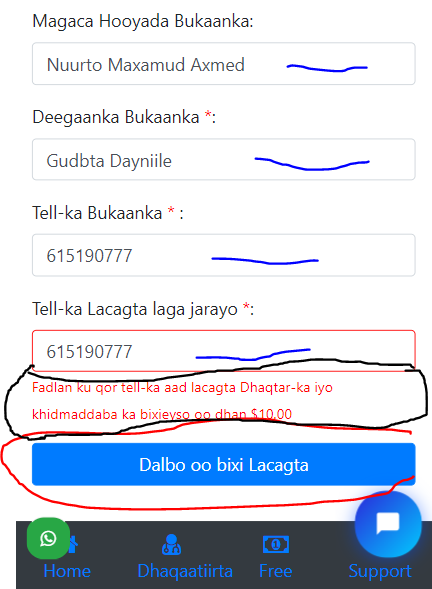 Magaca Hooyada Bukaanka:
Nuurto Maxamud Axmed
Deegaanka Bukaanka *:
Gudbta Dayniile
Tell-ka Bukaanka * :
615190777
Tell-ka Lacagta laga jarayo *:
615190777
Fadlan ku qor tell-ka aad lacagta Dhaqtar-ka iyo
khidmaddaba ka bixieyso oo dhan $10.00
Dalbo oo bixi Lacagta
Home Dhaqaatiirta Free Support